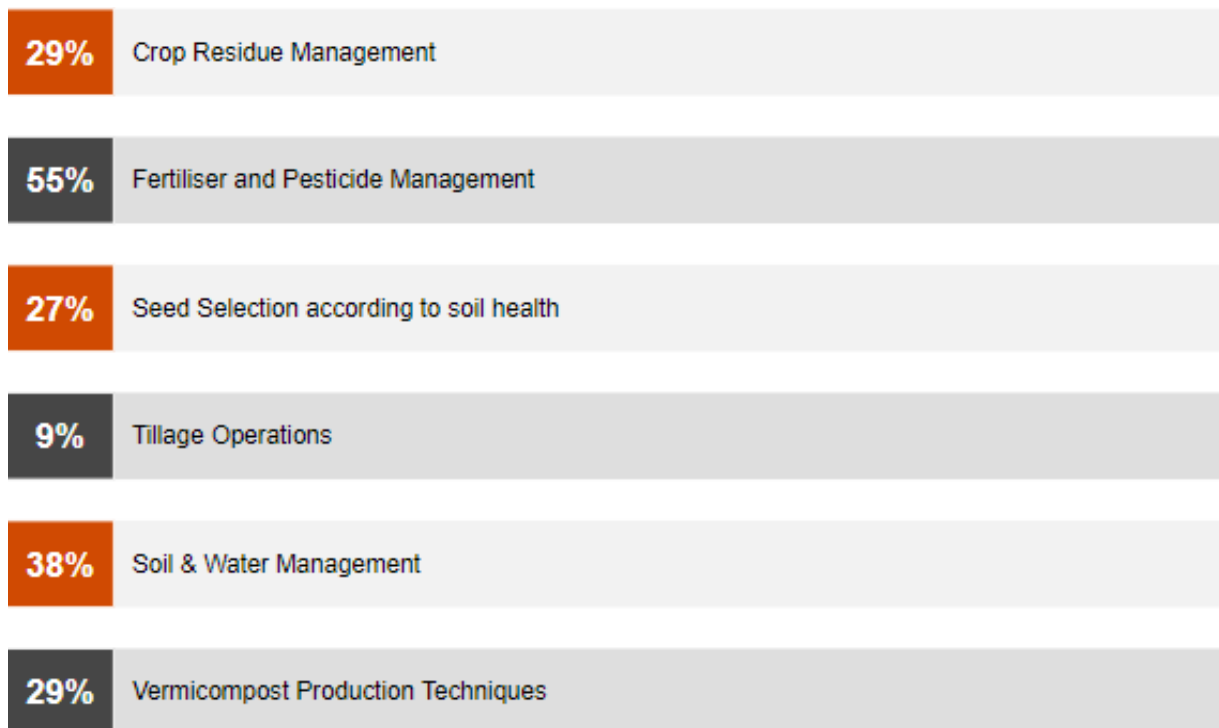 29% Crop Residue Management
55% Fertiliser and Pesticide Management
27% Seed Selection according to soil health
9% Tillage Operations
38% Soil & Water Management
29% Vermicompost Production Techniques